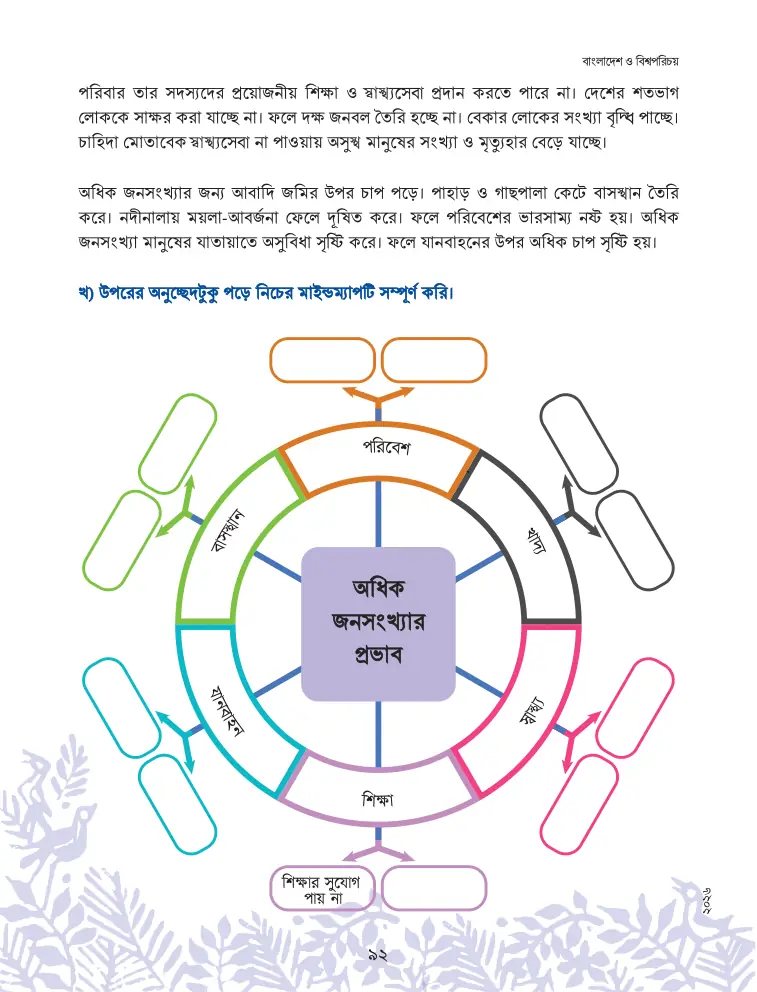 বাংলাদেশ ও বিশ্বপরিচয়
পরিবার তার সদস্যদের প্রয়োজনীয় শিক্ষা ও স্বাস্থ্যসেবা প্রদান করতে পারে না। দেশের শতভাগ
লোককে সাক্ষর করা যাচ্ছে না। ফলে দক্ষ জনবল তৈরি হচ্ছে না। বেকার লোকের সংখ্যা বৃদ্ধি পাচ্ছে।
চাহিদা মোতাবেক স্বাস্থ্যসেবা না পাওয়ায় অসুস্থ মানুষের সংখ্যা ও মৃত্যুহার বেড়ে যাচ্ছে।
অধিক জনসংখ্যার জন্য আবাদি জমির উপর চাপ পড়ে। পাহাড় ও গাছপালা কেটে বাসস্থান তৈরি
করে। নদীনালায় ময়লা-আবর্জনা ফেলে দূষিত করে। ফলে পরিবেশের ভারসাম্য নষ্ট হয়। অধিক
জনসংখ্যা মানুষের যাতায়াতে অসুবিধা সৃষ্টি করে। ফলে যানবাহনের উপর অধিক চাপ সৃষ্টি হয়।
খ) উপরের অনুচ্ছেদটুকু পড়ে নিচের মাইন্ডম্যাপটি সম্পূর্ণ করি।
পরিবেশ
বাসস্থান
খাদ্য
অধিক
জনসংখ্যার
প্রভাব
যানবাহন
স্বাস্থ্য
শিক্ষা
শিক্ষার সুযোগ
পায় না
২০২৬
৯২